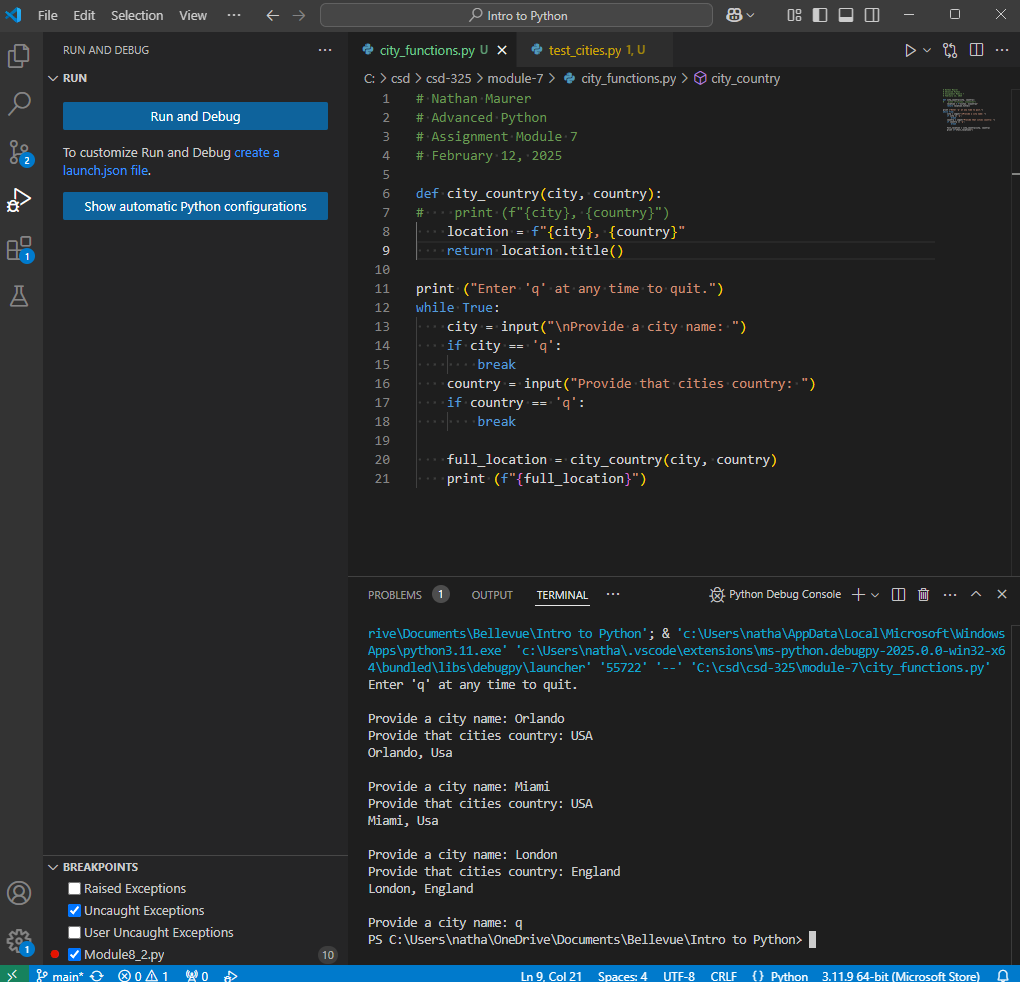 File Edit Selection View ··· Intro to Python
RUN AND DEBUG ···
RUN
Run and Debug
To customize Run and Debug create a
launch.json file.
Show automatic Python configurations
2
1
city_functions.py U
test_cities.py 1, U
C: > csd > csd-325 > module-7 > city_functions.py > city_country
1 # Nathan Maurer
2 # Advanced Python
3 # Assignment Module 7
4 # February 12, 2025
5
6 def city_country(city, country):
7 #    print (f"{city}, {country}")
8     location = f"{city}, {country}"
9     return location.title()
10
11 print ("Enter 'q' at any time to quit.")
12 while True:
13     city = input("\nProvide a city name: ")
14     if city == 'q':
15         break
16     country = input("Provide that cities country: ")
17     if country == 'q':
18         break
19
20     full_location = city_country(city, country)
21     print (f"{full_location}")
PROBLEMS 1 OUTPUT TERMINAL ··· Python Debug Console
rive\Documents\Bellevue\Intro to Python'; & 'c:\Users\natha\AppData\Local\Microsoft\Windows
Apps\python3.11.exe' 'c:\Users\natha\.vscode\extensions\ms-python.debugpy-2025.0.0-win32-x6
4\bundled\libs\debugpy\launcher' '55722' '--' 'C:\csd\csd-325\module-7\city_functions.py'
Enter 'q' at any time to quit.

Provide a city name: Orlando
Provide that cities country: USA
Orlando, Usa

Provide a city name: Miami
Provide that cities country: USA
Miami, Usa

Provide a city name: London
Provide that cities country: England
London, England

Provide a city name: q
PS C:\Users\natha\OneDrive\Documents\Bellevue\Intro to Python>
BREAKPOINTS
Raised Exceptions
Uncaught Exceptions
User Uncaught Exceptions
Module8_2.py 10
1
main* 0 1 0 Ln 9, Col 21 Spaces: 4 UTF-8 CRLF {} Python 3.11.9 64-bit (Microsoft Store)